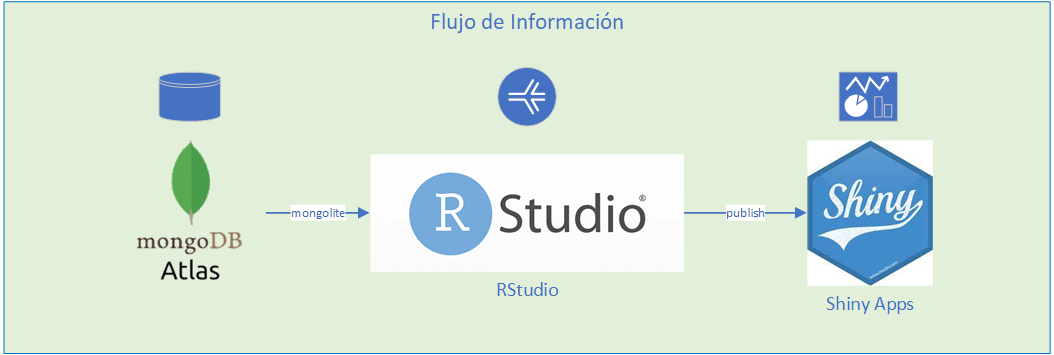 Flujo de Información
mongoDB
Atlas
mongolite
R Studio®
RStudio
publish
Shiny
Shiny Apps